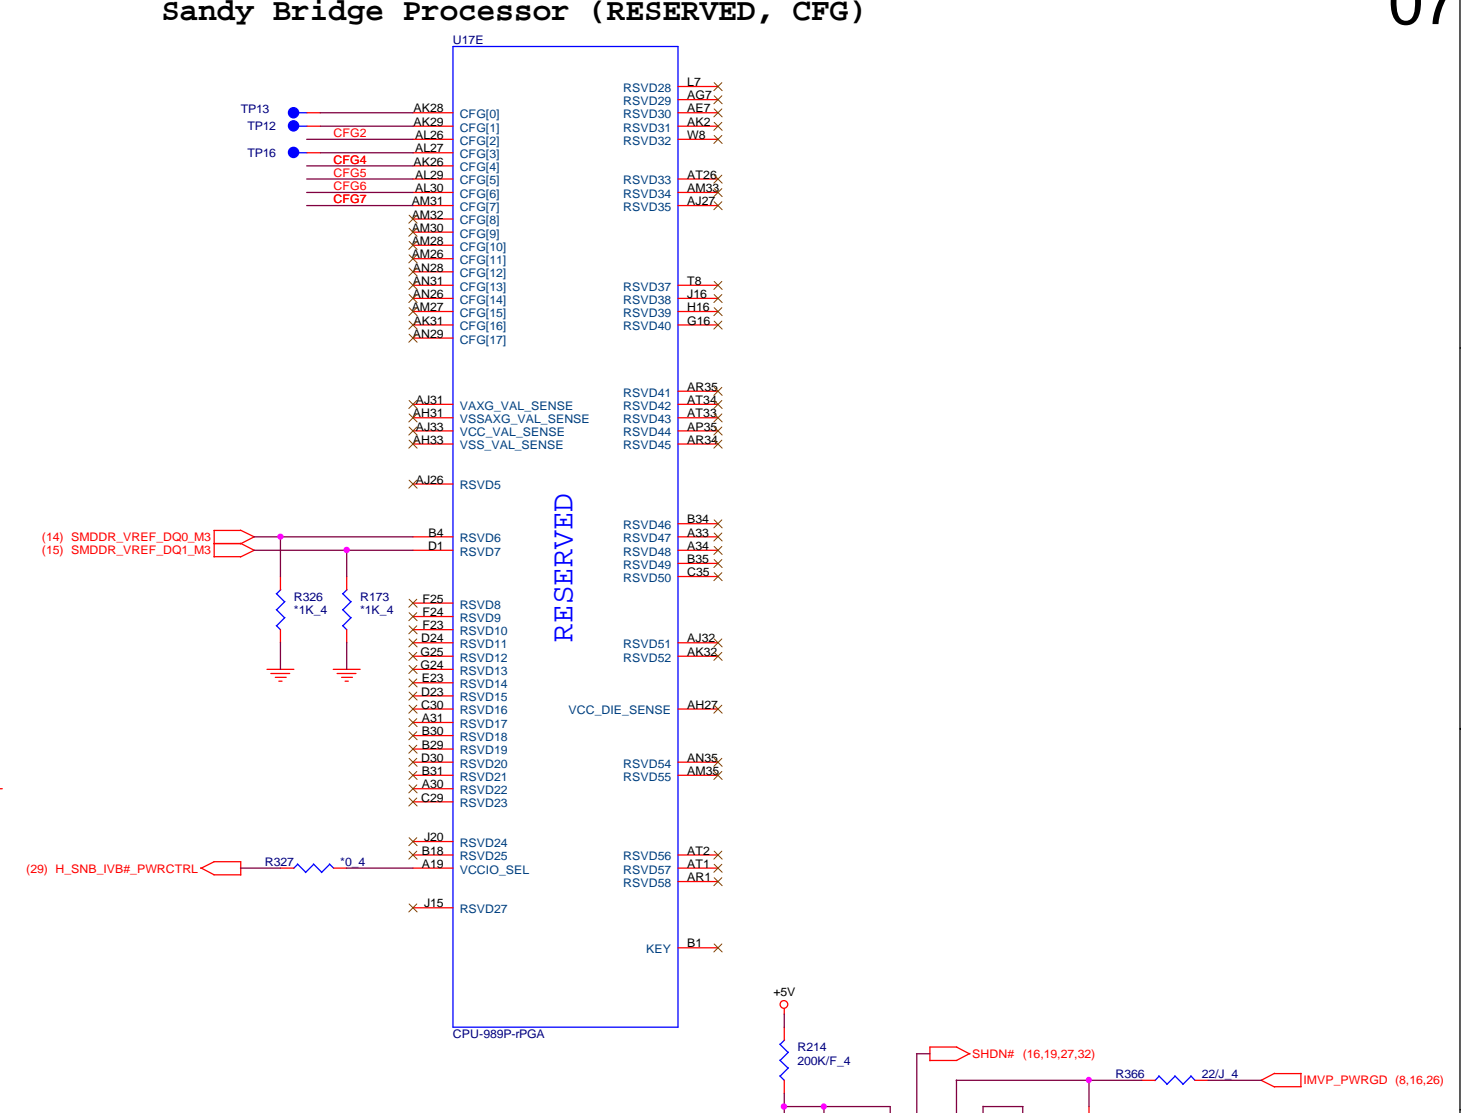 Sandy Bridge Processor (RESERVED, CFG)
07
U17E
TP13
AK28
CFG[0]
TP12
AK29
CFG[1]
CFG2
AL26
CFG[2]
TP16
AL27
CFG[3]
CFG4
AK26
CFG[4]
CFG5
AL29
CFG[5]
CFG6
AL30
CFG[6]
CFG7
AM31
CFG[7]
AM32
CFG[8]
AM30
CFG[9]
AM28
CFG[10]
AM26
CFG[11]
AN28
CFG[12]
AN31
CFG[13]
AN26
CFG[14]
AM27
CFG[15]
AK31
CFG[16]
AN29
CFG[17]
AJ31
VAXG_VAL_SENSE
AH31
VSSAXG_VAL_SENSE
AJ33
VCC_VAL_SENSE
AH33
VSS_VAL_SENSE
AJ26
RSVD5
(14) SMDDR_VREF_DQ0_M3
B4
RSVD6
(15) SMDDR_VREF_DQ1_M3
D1
RSVD7
R326
*1K_4
R173
*1K_4
F25
RSVD8
F24
RSVD9
F23
RSVD10
D24
RSVD11
G25
RSVD12
G24
RSVD13
E23
RSVD14
D23
RSVD15
C30
RSVD16
A31
RSVD17
B30
RSVD18
B29
RSVD19
D30
RSVD20
B31
RSVD21
A30
RSVD22
C29
RSVD23
J20
RSVD24
B18
RSVD25
(29) H_SNB_IVB#_PWRCTRL
R327
*0_4
A19
VCCIO_SEL
J15
RSVD27
RESERVED
RSVD28
L7
RSVD29
AG7
RSVD30
AE7
RSVD31
AK2
RSVD32
W8
RSVD33
AT26
RSVD34
AM33
RSVD35
AJ27
RSVD37
T8
RSVD38
J16
RSVD39
H16
RSVD40
G16
RSVD41
AR35
RSVD42
AT34
RSVD43
AT33
RSVD44
AP35
RSVD45
AR34
RSVD46
B34
RSVD47
A33
RSVD48
A34
RSVD49
B35
RSVD50
C35
RSVD51
AJ32
RSVD52
AK32
VCC_DIE_SENSE
AH27
RSVD54
AN35
RSVD55
AM35
RSVD56
AT2
RSVD57
AT1
RSVD58
AR1
KEY
B1
CPU-989P-rPGA
+5V
R214
200K/F_4
SHDN# (16,19,27,32)
R366
22/J_4
IMVP_PWRGD (8,16,26)